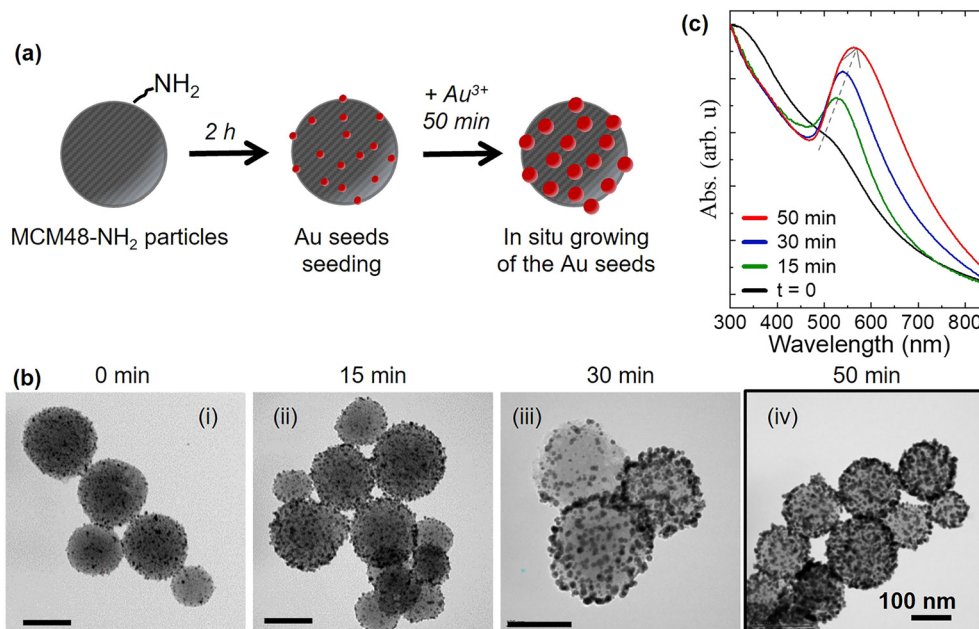 (a)
NH₂
2 h
+ Au³⁺
50 min
MCM48-NH₂ particles
Au seeds
seeding
In situ growing
of the Au seeds
(c)
Abs. (arb. u)
50 min
30 min
15 min
t = 0
300 400 500 600 700 800
Wavelength (nm)
(b)
0 min
15 min
30 min
50 min
(i)
(ii)
(iii)
(iv)
100 nm